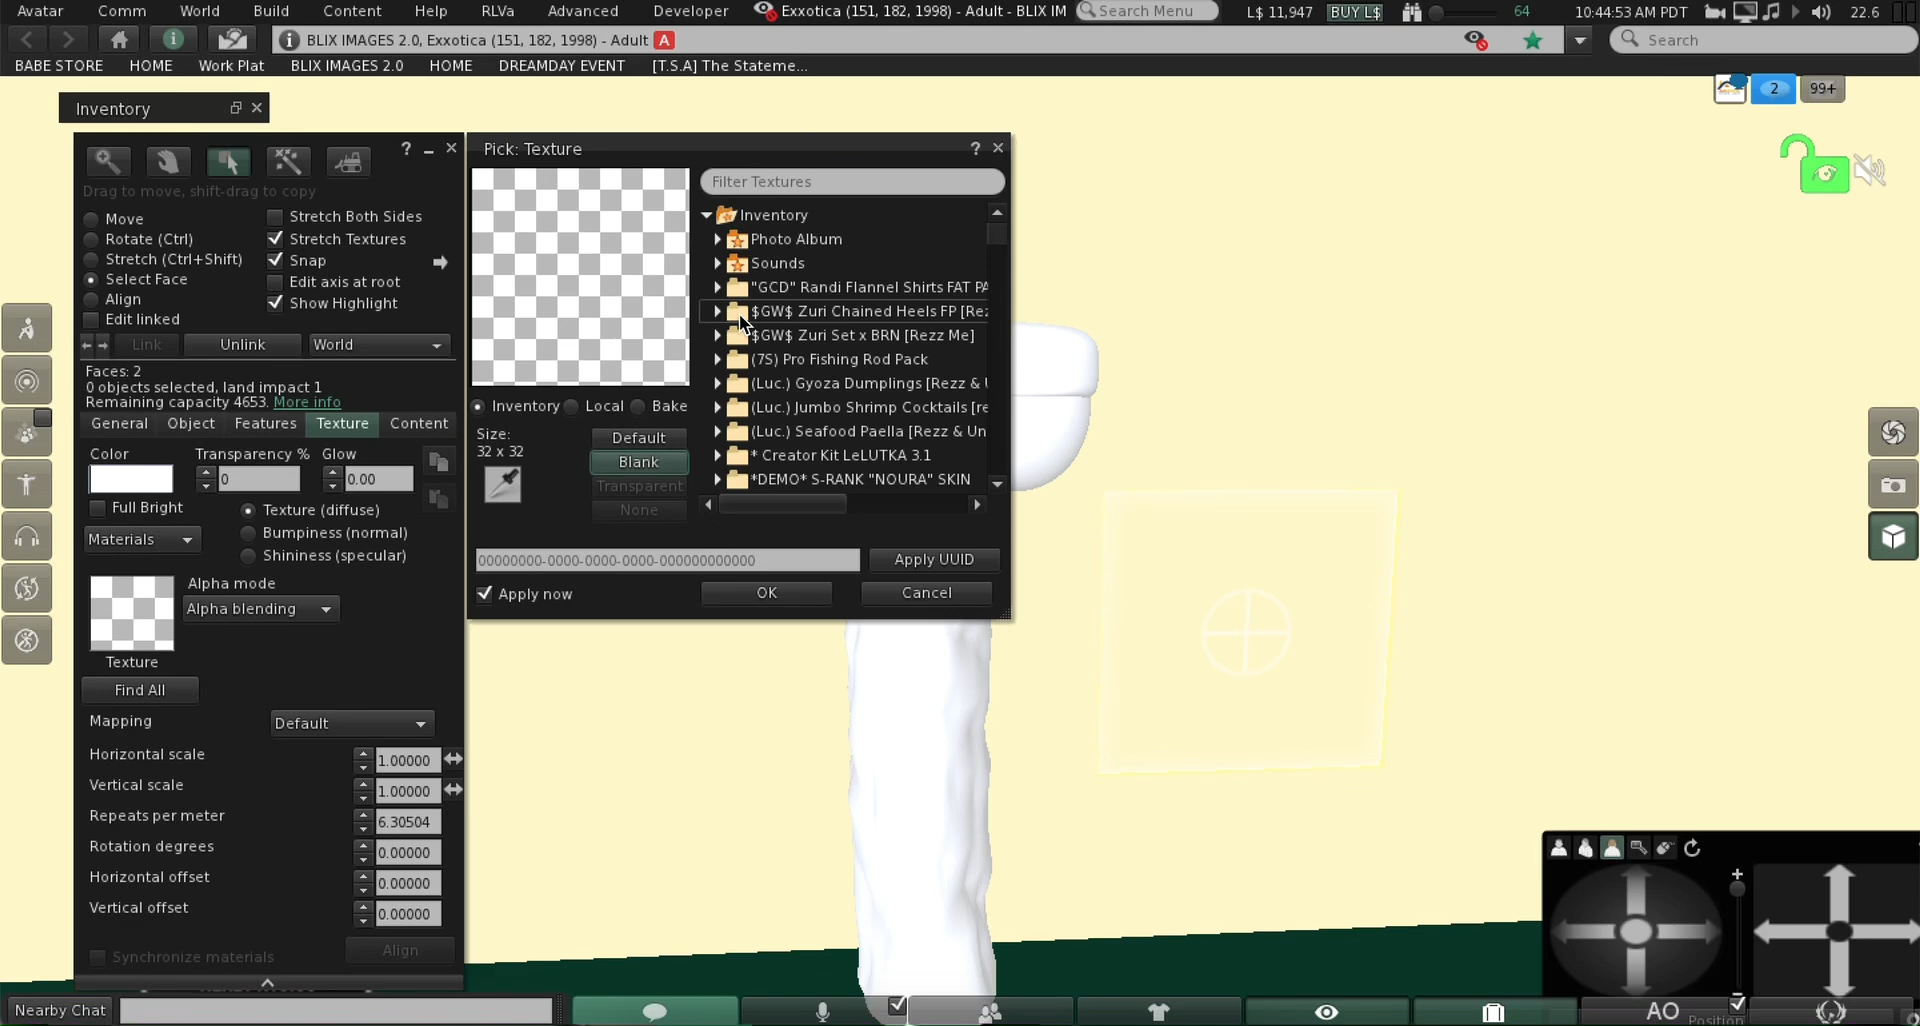 Avatar Comm World Build Content Help RLVa Advanced Developer Exxotica (151, 182, 1998) - Adult - BLIX IM Search Menu L$ 11,947 BUY L$ 64 10:44:53 AM PDT 22.6
BLIX IMAGES 2.0, Exxotica (151, 182, 1998) - Adult A Search
BABE STORE HOME Work Plat BLIX IMAGES 2.0 HOME DREAMDAY EVENT [T.S.A] The Stateme...
2 99+
Inventory
?
Drag to move, shift-drag to copy
Move
Rotate (Ctrl)
Stretch (Ctrl+Shift)
Select Face
Align
Edit linked
Stretch Both Sides
Stretch Textures
Snap
Edit axis at root
Show Highlight
Link Unlink World
Faces: 2
0 objects selected, land impact 1
Remaining capacity 4653. More info
General Object Features Texture Content
Color Transparency % Glow
0 0.00
Full Bright
Texture (diffuse)
Materials
Bumpiness (normal)
Shininess (specular)
Alpha mode
Alpha blending
Texture
Find All
Mapping Default
Horizontal scale 1.00000
Vertical scale 1.00000
Repeats per meter 6.30504
Rotation degrees 0.00000
Horizontal offset 0.00000
Vertical offset 0.00000
Synchronize materials Align
Pick: Texture ?
Filter Textures
Inventory
Photo Album
Sounds
"GCD" Randi Flannel Shirts FAT PA
$GW$ Zuri Chained Heels FP [Rez
$GW$ Zuri Set x BRN [Rezz Me]
(7S) Pro Fishing Rod Pack
(Luc.) Gyoza Dumplings [Rezz & U
(Luc.) Jumbo Shrimp Cocktails [re
(Luc.) Seafood Paella [Rezz & Un
* Creator Kit LeLUTKA 3.1
*DEMO* S-RANK "NOURA" SKIN
Inventory Local Bake
Size:
32 x 32
Default
Blank
Transparent
None
00000000-0000-0000-0000-000000000000 Apply UUID
Apply now OK Cancel
Nearby Chat AO Position